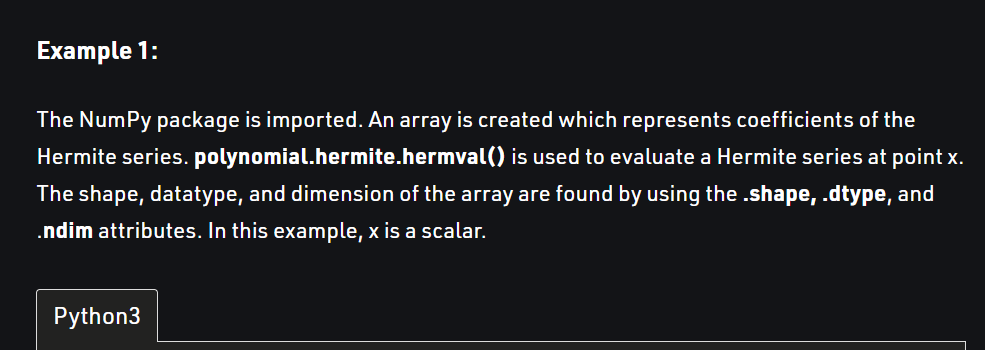 Example 1:
The NumPy package is imported. An array is created which represents coefficients of the
Hermite series. polynomial.hermite.hermval() is used to evaluate a Hermite series at point x.
The shape, datatype, and dimension of the array are found by using the .shape, .dtype, and
.ndim attributes. In this example, x is a scalar.
Python3